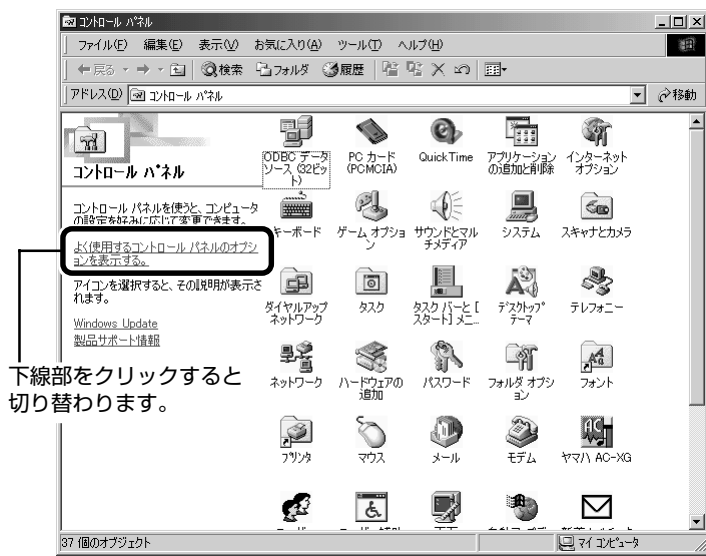 コントロール パネル
ファイル(F) 編集(E) 表示(V) お気に入り(A) ツール(T) ヘルプ(H)
戻る 検索 フォルダ 履歴
アドレス(D) コントロール パネル 移動
コントロール パネル
コントロール パネルを使うと、コンピュータ
の設定を好みに応じて変更できます。
よく使用するコントロール パネルのオプシ
ョンを表示する。
アイコンを選択すると、その説明が表示さ
れます。
Windows Update
製品サポート情報
ODBC データ
ソース (32ビッ
ト)
PC カード
(PCMCIA)
QuickTime
アプリケーション
の追加と削除
インターネット
オプション
キーボード
ゲーム オプショ
ン
サウンドとマル
チメディア
システム
スキャナとカメラ
ダイヤルアップ
ネットワーク
タスク
タスク バーと [
スタート] メニ...
デスクトップ
テーマ
テレフォニー
ネットワーク
ハードウェアの
追加
パスワード
フォルダ オプシ
ョン
フォント
プリンタ
マウス
メール
モデム
ヤマハ AC-XG
37 個のオブジェクト
マイ コンピュータ
下線部をクリックすると
切り替わります。